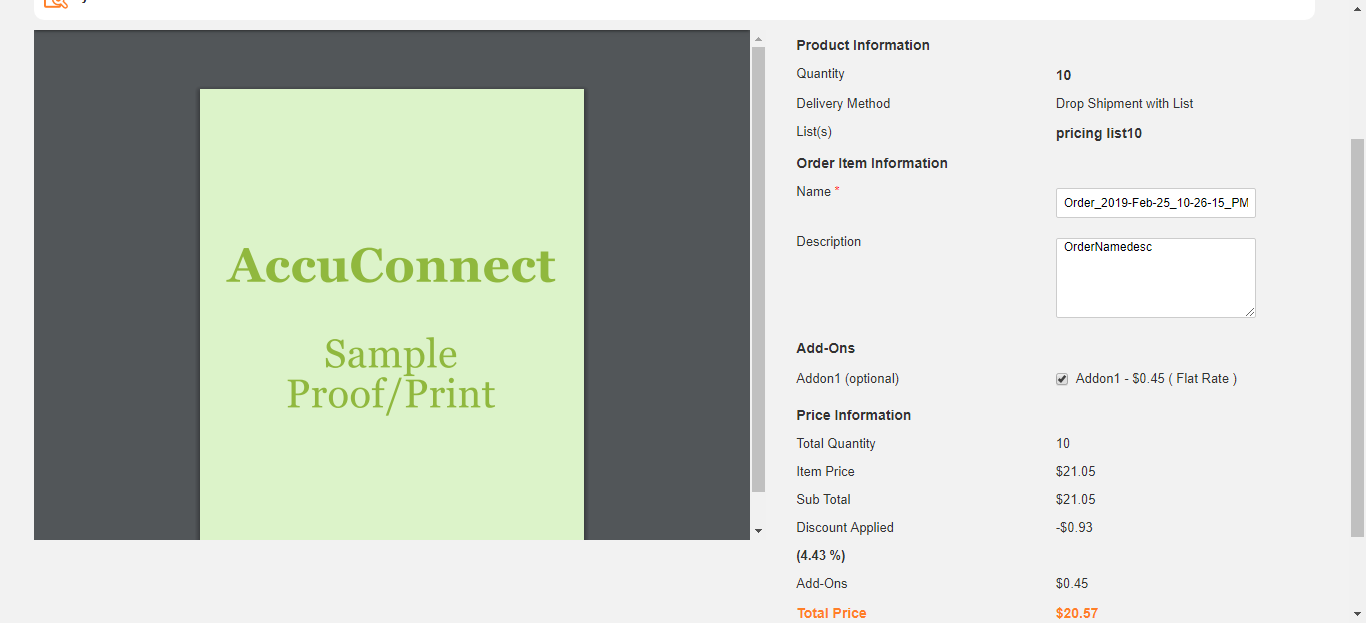 AccuConnect
Sample
Proof/Print
Product Information
Quantity 10
Delivery Method Drop Shipment with List
List(s) pricing list10
Order Item Information
Name * Order_2019-Feb-25_10-26-15_PM
Description OrderNamedesc
Add-Ons
Addon1 (optional) Addon1 - $0.45 ( Flat Rate )
Price Information
Total Quantity 10
Item Price $21.05
Sub Total $21.05
Discount Applied -$0.93
(4.43 %)
Add-Ons $0.45
Total Price $20.57